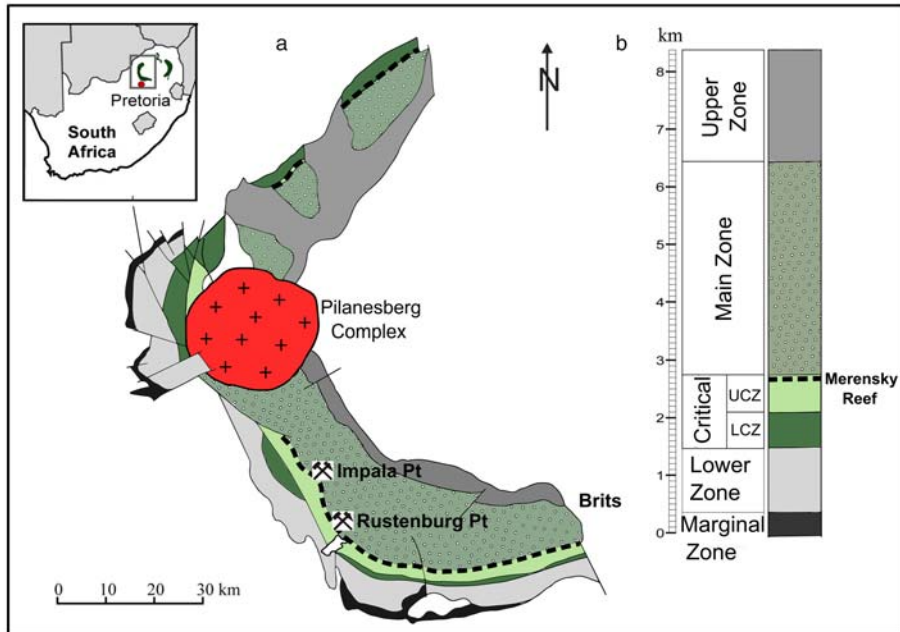 a
b
N
Pretoria
South
Africa
Pilanesberg
Complex
Impala Pt
Rustenburg Pt
Brits
0 10 20 30 km
km
8
7
6
5
4
3
2
1
0
Upper
Zone
Main Zone
Critical
UCZ
LCZ
Lower
Zone
Marginal
Zone
Merensky
Reef